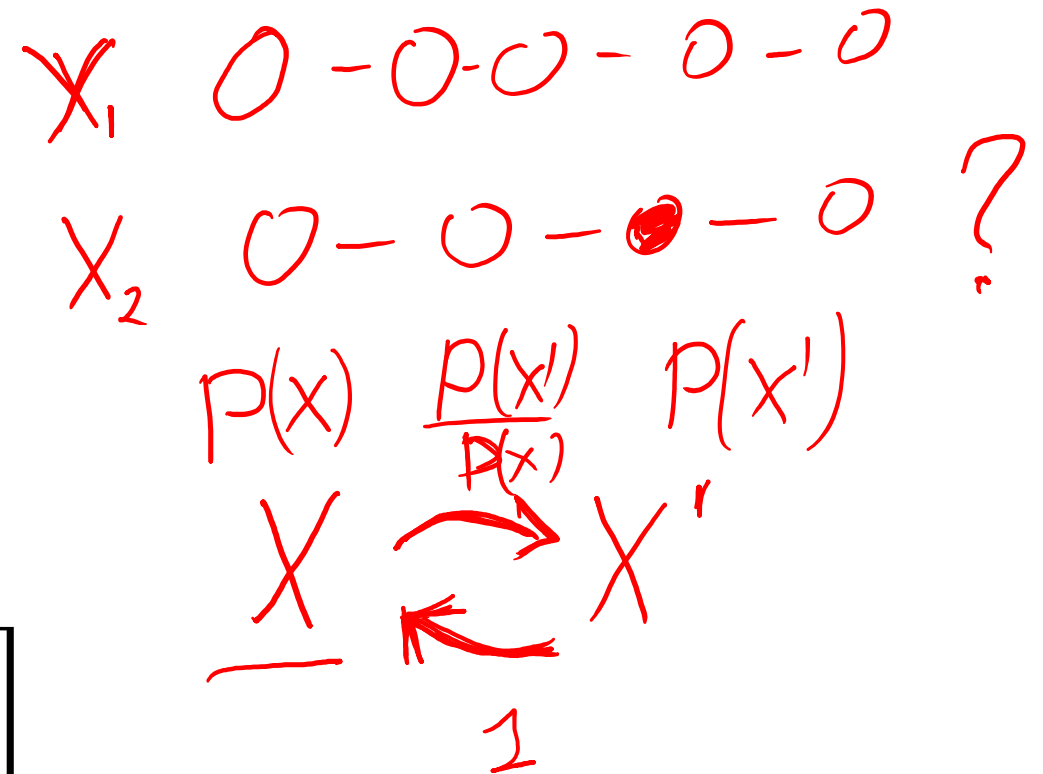 X₁ O - O - O - O - O
X₂ O - O - O - O ?
P(x) P(x')/P(x) P(x')
X X'
1